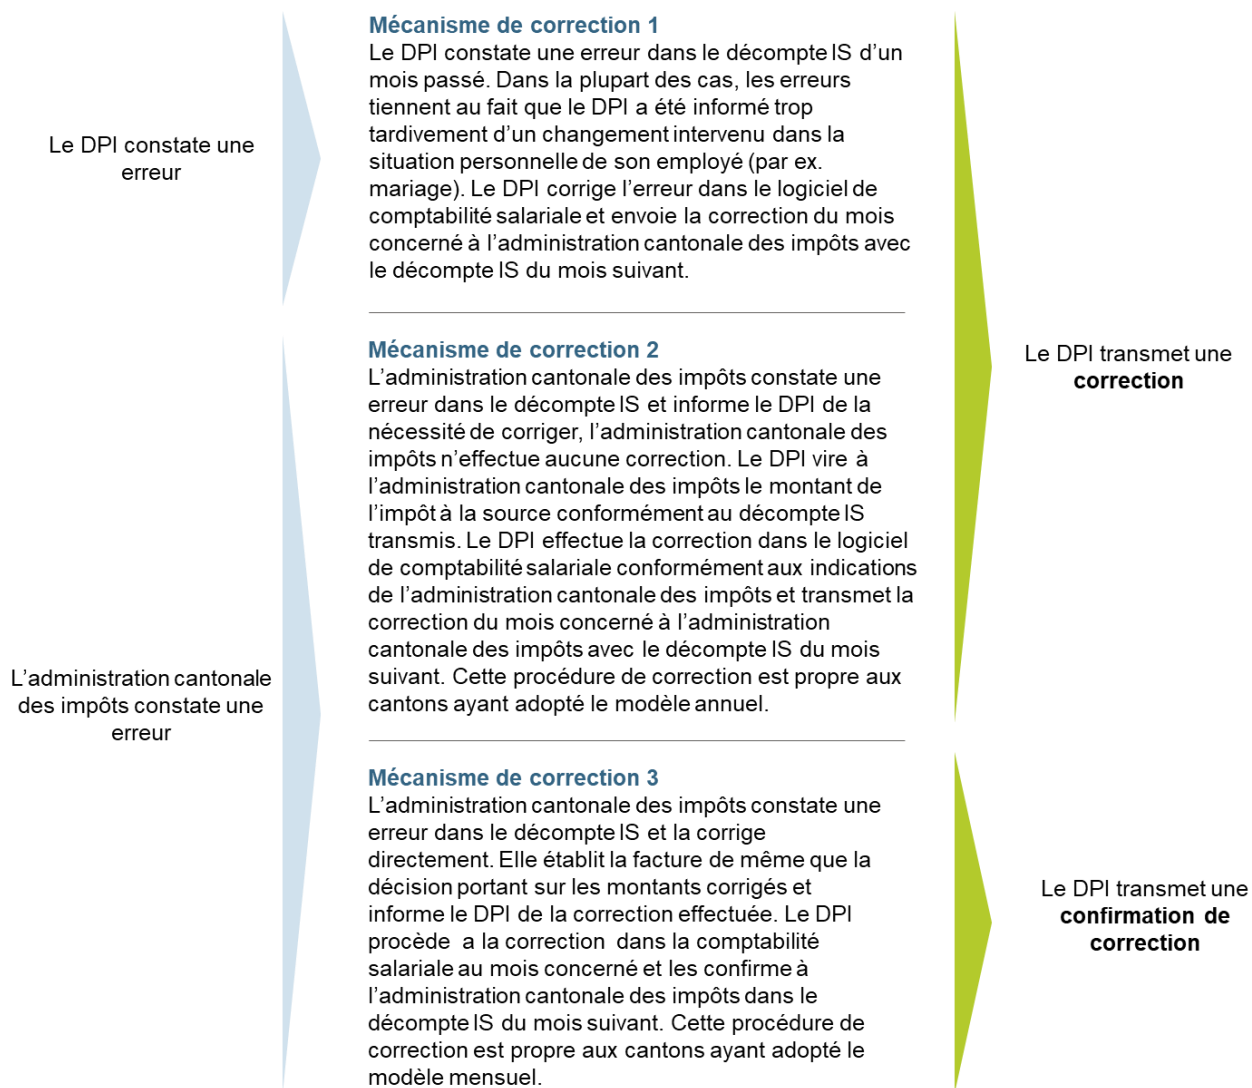 Mécanisme de correction 1
Le DPI constate une erreur dans le décompte IS d’un
mois passé. Dans la plupart des cas, les erreurs
tiennent au fait que le DPI a été informé trop
tardivement d’un changement intervenu dans la
situation personnelle de son employé (par ex.
mariage). Le DPI corrige l’erreur dans le logiciel de
comptabilité salariale et envoie la correction du mois
concerné à l’administration cantonale des impôts avec
le décompte IS du mois suivant.
Le DPI constate une
erreur
Mécanisme de correction 2
L’administration cantonale des impôts constate une
erreur dans le décompte IS et informe le DPI de la
nécessité de corriger, l’administration cantonale des
impôts n’effectue aucune correction. Le DPI vire à
l’administration cantonale des impôts le montant de
l’impôt à la source conformément au décompte IS
transmis. Le DPI effectue la correction dans le logiciel
de comptabilité salariale conformément aux indications
de l’administration cantonale des impôts et transmet la
correction du mois concerné à l’administration
cantonale des impôts avec le décompte IS du mois
suivant. Cette procédure de correction est propre aux
cantons ayant adopté le modèle annuel.
Le DPI transmet une
correction
L’administration cantonale
des impôts constate une
erreur
Mécanisme de correction 3
L’administration cantonale des impôts constate une
erreur dans le décompte IS et la corrige
directement. Elle établit la facture de même que la
décision portant sur les montants corrigés et
informe le DPI de la correction effectuée. Le DPI
procède a la correction dans la comptabilité
salariale au mois concerné et les confirme à
l’administration cantonale des impôts dans le
décompte IS du mois suivant. Cette procédure de
correction est propre aux cantons ayant adopté le
modèle mensuel.
Le DPI transmet une
confirmation de
correction